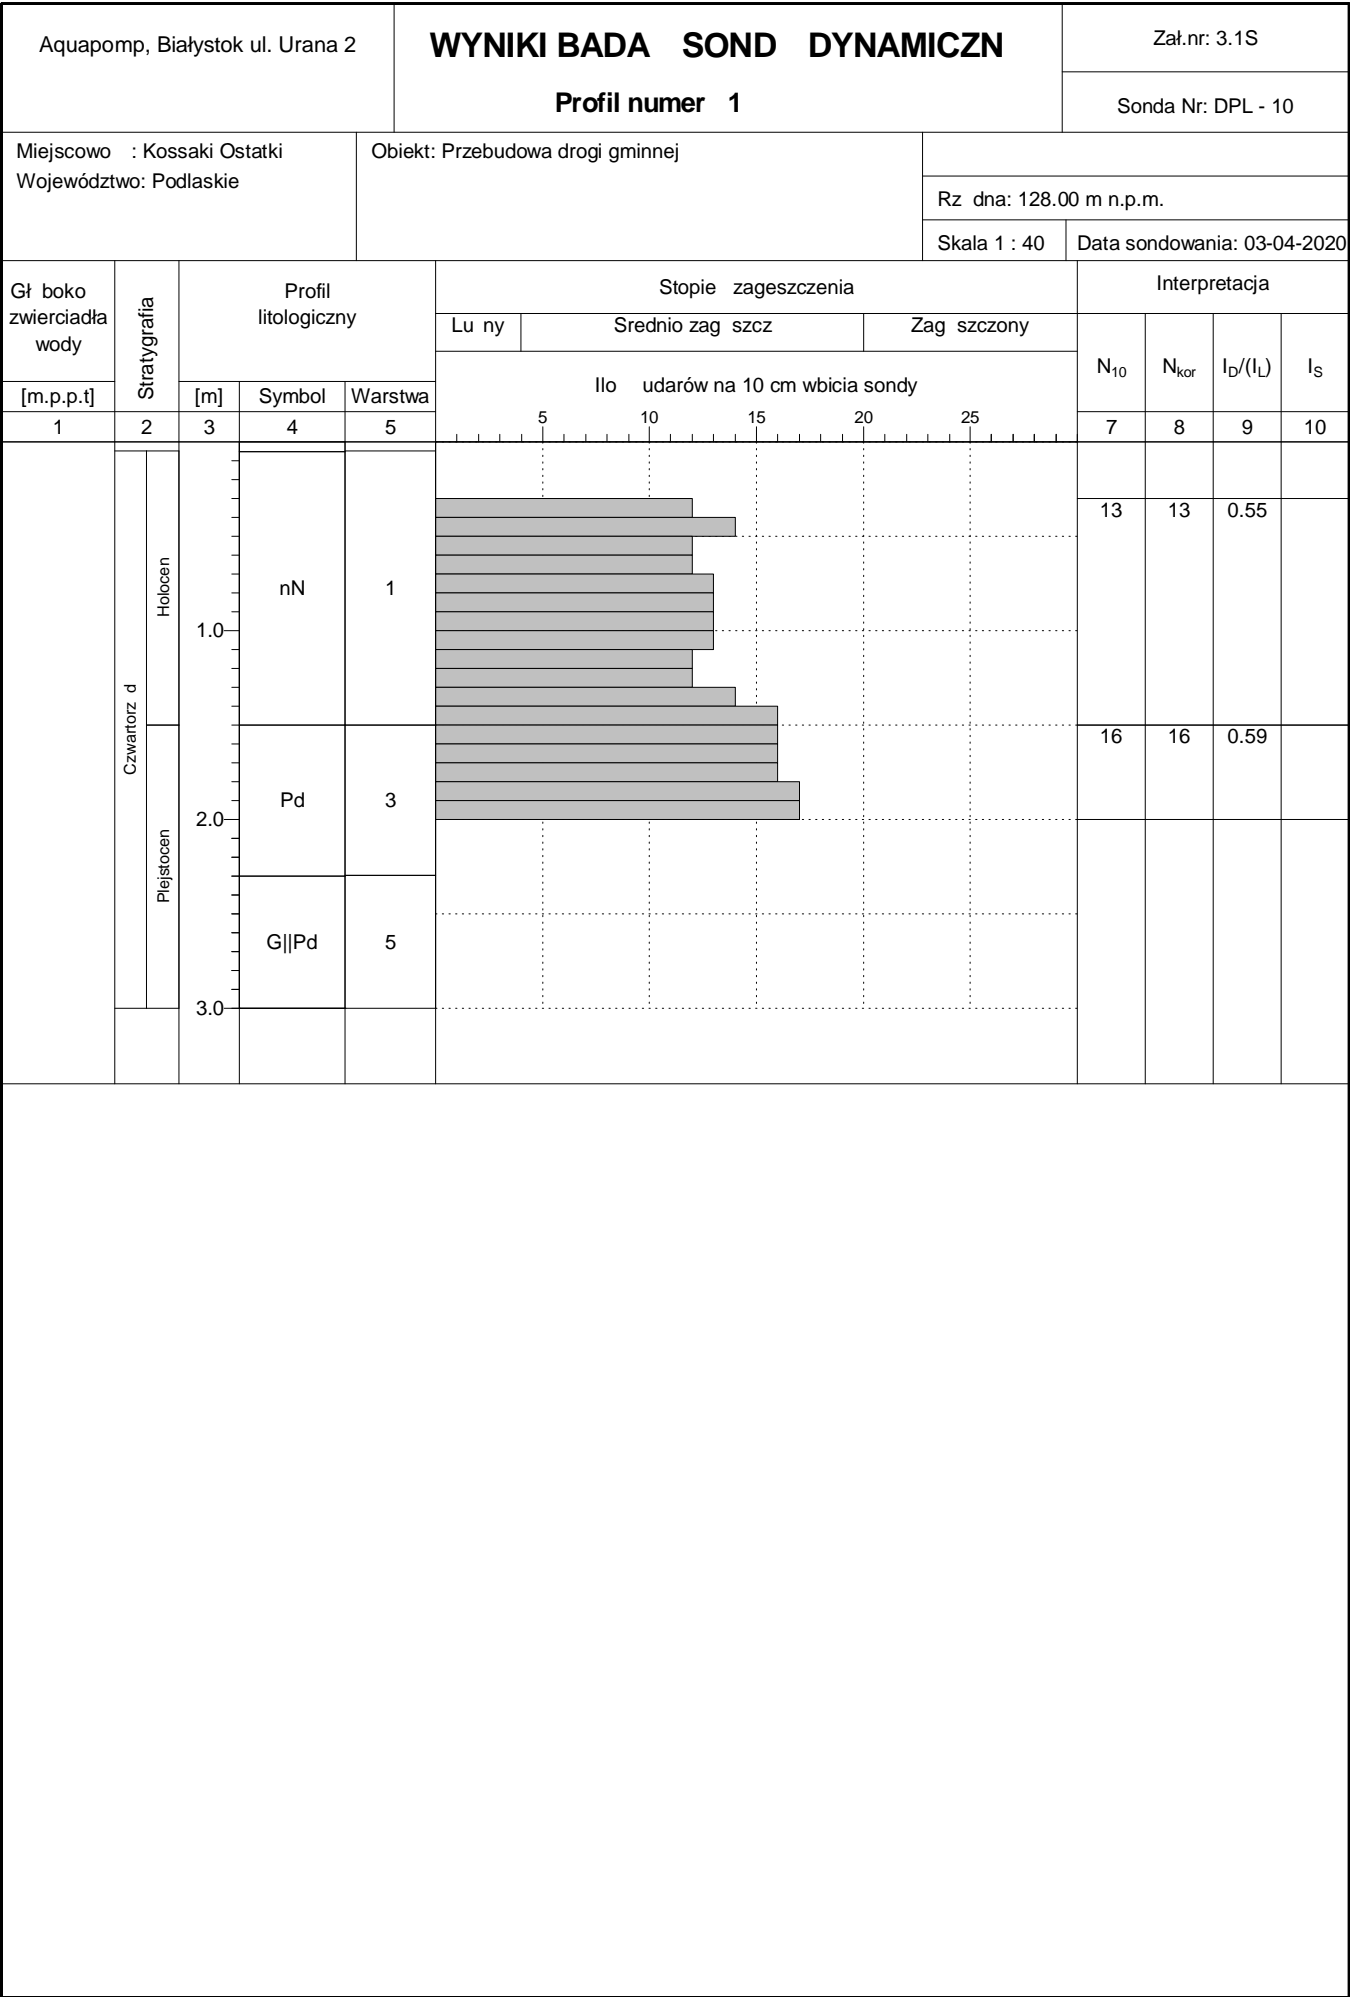 Aquapomp, Białystok ul. Urana 2
WYNIKI BADA SOND DYNAMICZN
Profil numer 1
Zał.nr: 3.1S
Sonda Nr: DPL - 10
Miejscowo : Kossaki Ostatki
Województwo: Podlaskie
Obiekt: Przebudowa drogi gminnej
Rz dna: 128.00 m n.p.m.
Skala 1 : 40
Data sondowania: 03-04-2020
Gł boko
zwierciadła
wody
[m.p.p.t]
Stratygrafia
Profil
litologiczny
[m] Symbol Warstwa
Stopie zageszczenia
Lu ny Srednio zag szcz Zag szczony
Ilo udarów na 10 cm wbicia sondy
5 10 15 20 25
Interpretacja
N10 Nkor ID/(IL) IS
1 2 3 4 5 7 8 9 10
Czwartorz d
Holocen
Plejstocen
1.0
2.0
3.0
nN 1
Pd 3
G||Pd 5
13 13 0.55
16 16 0.59